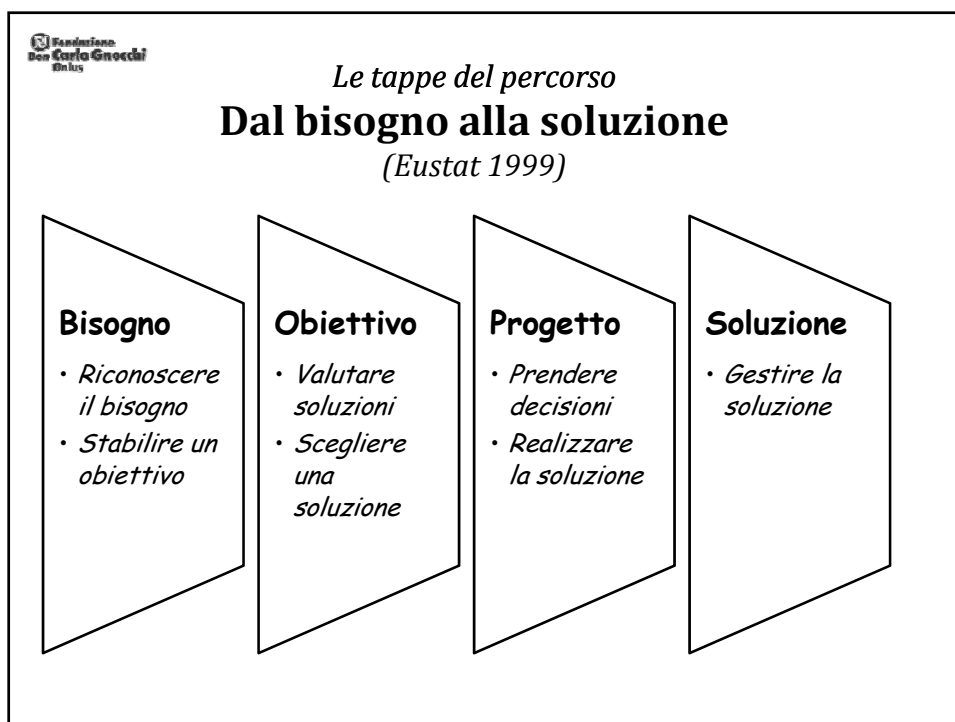 Fondazione
Don Carlo Gnocchi
Onlus
Le tappe del percorso
Dal bisogno alla soluzione
(Eustat 1999)
Bisogno
• Riconoscere
il bisogno
• Stabilire un
obiettivo
Obiettivo
• Valutare
soluzioni
• Scegliere
una
soluzione
Progetto
• Prendere
decisioni
• Realizzare
la soluzione
Soluzione
• Gestire la
soluzione